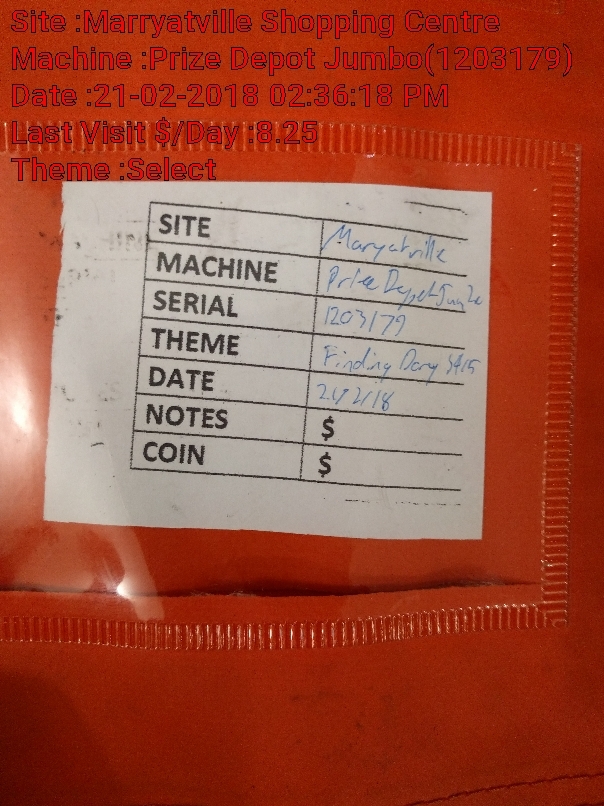 Site :Marryatville Shopping Centre
Machine :Prize Depot Jumbo(1203179)
Date :21-02-2018 02:36:18 PM
Last Visit $/Day :8.25
Theme :Select
SITE Maryatville
MACHINE Prize Depot Jumbo
SERIAL 1203179
THEME Finding Dory
DATE 21/2/18
NOTES $
COIN $